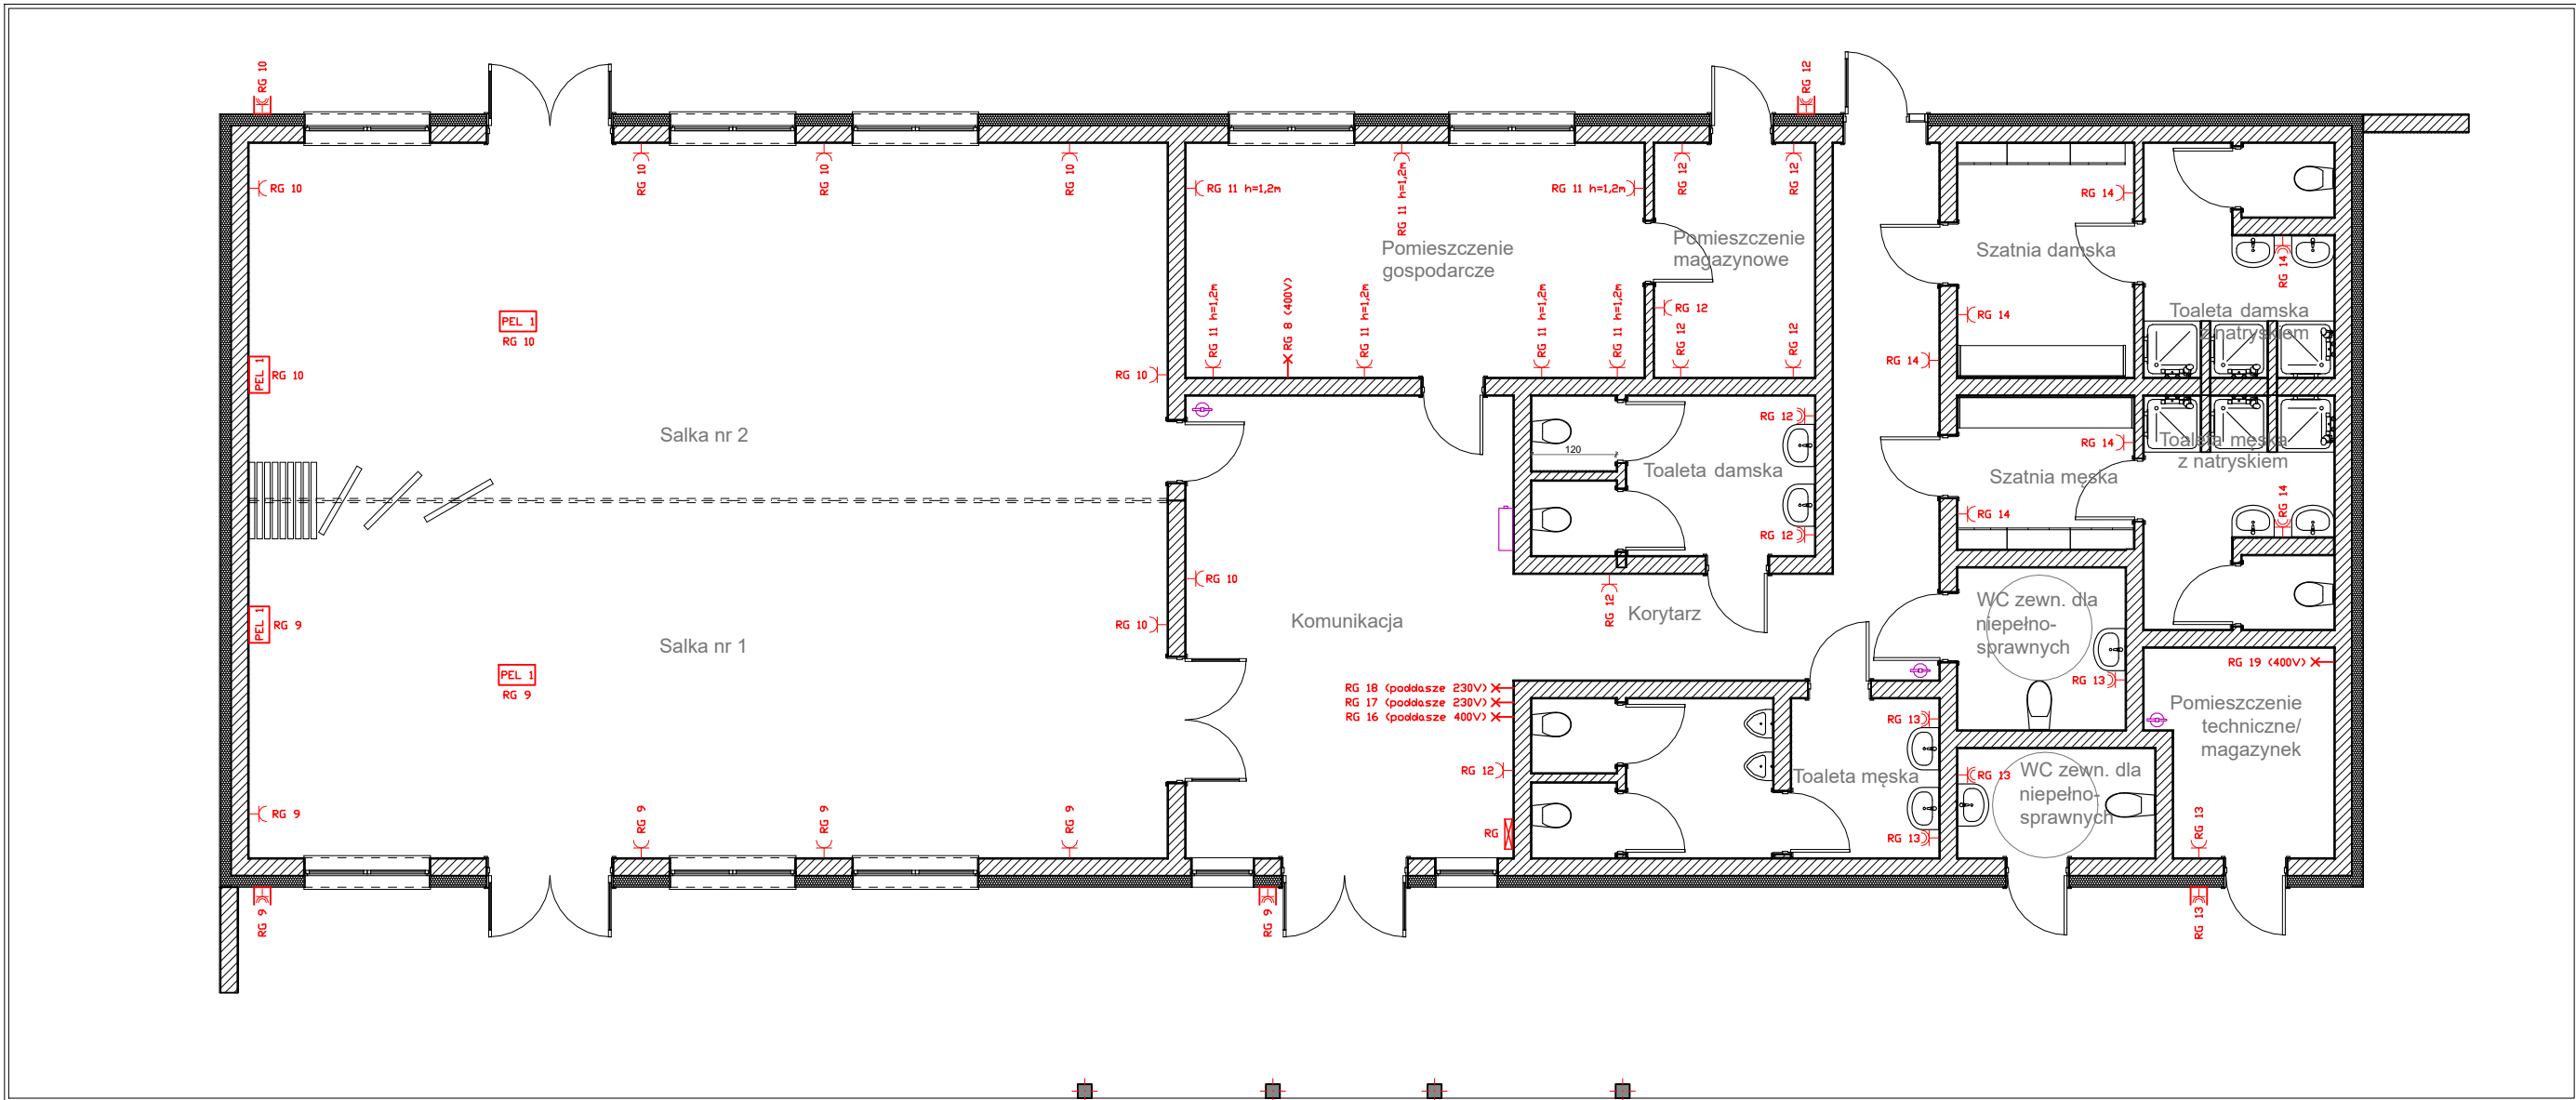 RG 10
RG 12
RG 10
RG 10
RG 10
RG 10
RG 11 h=1,2m
RG 11 h=1,2m
RG 11 h=1,2m
RG 12
RG 12
RG 14
Pomieszczenie
gospodarcze
Pomieszczenie
magazynowe
Szatnia damska
RG 14
PEL 1
RG 10
RG 11 h=1,2m
RG 8 (400V)
RG 11 h=1,2m
RG 11 h=1,2m
RG 11 h=1,2m
RG 12
RG 12
RG 12
RG 14
Toaleta damska
z natryskiem
PEL 1
RG 10
RG 10
RG 14
Salka nr 2
RG 12
120
Toaleta damska
RG 12
RG 14
Toaleta męska
z natryskiem
Szatnia męska
RG 14
RG 14
RG 10
RG 12
Komunikacja
Korytarz
WC zewn. dla
niepełno-
sprawnych
RG 13
PEL 1
RG 9
RG 10
Salka nr 1
PEL 1
RG 9
RG 18 (poddasze 230V)
RG 17 (poddasze 230V)
RG 16 (poddasze 400V)
RG 19 (400V)
Pomieszczenie
techniczne/
magazynek
RG 13
RG 12
Toaleta męska
RG 13
RG 13
WC zewn. dla
niepełno-
sprawnych
RG 9
RG 9
RG 9
RG 9
RG
RG 13
RG 9
RG 9
RG 13